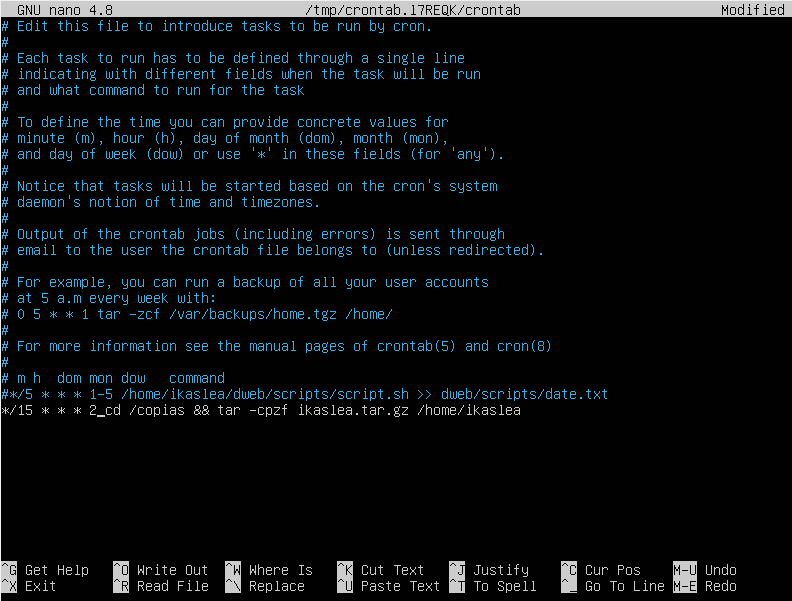 GNU nano 4.8 /tmp/crontab.l7REQK/crontab Modified
# Edit this file to introduce tasks to be run by cron.
#
# Each task to run has to be defined through a single line
# indicating with different fields when the task will be run
# and what command to run for the task
#
# To define the time you can provide concrete values for
# minute (m), hour (h), day of month (dom), month (mon),
# and day of week (dow) or use '*' in these fields (for 'any').
#
# Notice that tasks will be started based on the cron's system
# daemon's notion of time and timezones.
#
# Output of the crontab jobs (including errors) is sent through
# email to the user the crontab file belongs to (unless redirected).
#
# For example, you can run a backup of all your user accounts
# at 5 a.m every week with:
# 0 5 * * 1 tar -zcf /var/backups/home.tgz /home/
#
# For more information see the manual pages of crontab(5) and cron(8)
#
# m h  dom mon dow   command
#*/5 * * * 1-5 /home/ikaslea/dweb/scripts/script.sh >> dweb/scripts/date.txt
*/15 * * * 2 cd /copias && tar -cpzf ikaslea.tar.gz /home/ikaslea
^G Get Help ^O Write Out ^W Where Is ^K Cut Text ^J Justify ^C Cur Pos M-U Undo
^X Exit ^R Read File ^\ Replace ^U Paste Text ^T To Spell ^_ Go To Line M-E Redo